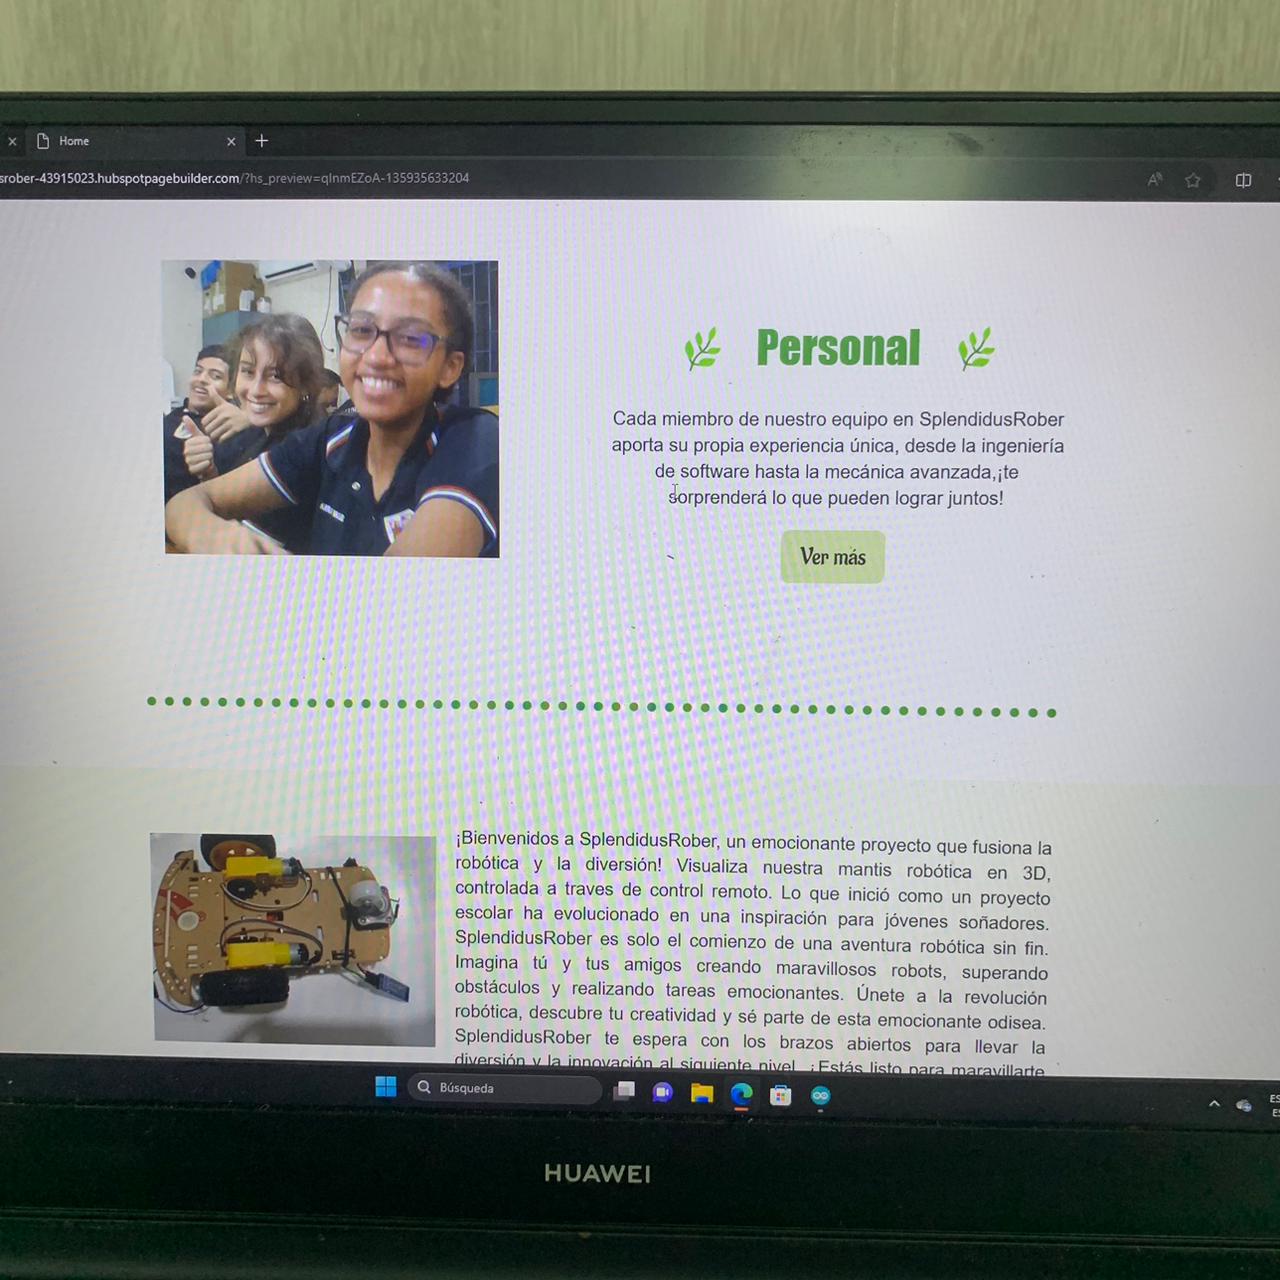 Home
srober-43915023.hubspotpagebuilder.com/?hs_preview=qInmEZoA-135935633204
Personal
Cada miembro de nuestro equipo en SplendidusRober
aporta su propia experiencia única, desde la ingeniería
de software hasta la mecánica avanzada,¡te
sorprenderá lo que pueden lograr juntos!
Ver más
¡Bienvenidos a SplendidusRober, un emocionante proyecto que fusiona la
robótica y la diversión! Visualiza nuestra mantis robótica en 3D,
controlada a traves de control remoto. Lo que inició como un proyecto
escolar ha evolucionado en una inspiración para jóvenes soñadores.
SplendidusRober es solo el comienzo de una aventura robótica sin fin.
Imagina tú y tus amigos creando maravillosos robots, superando
obstáculos y realizando tareas emocionantes. Únete a la revolución
robótica, descubre tu creatividad y sé parte de esta emocionante odisea.
SplendidusRober te espera con los brazos abiertos para llevar la
diversión y la innovación al siguiente nivel. ¿Estás listo para maravillarte
Búsqueda
ES
HUAWEI